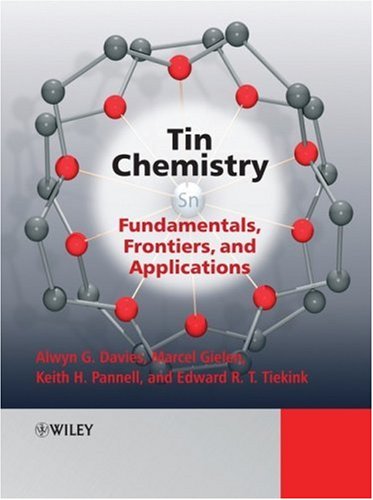 Tin
Chemistry
Sn
Fundamentals,
Frontiers, and
Applications
Alwyn G. Davies, Marcel Gielen,
Keith H. Pannell, and Edward R. T. Tiekink
WILEY